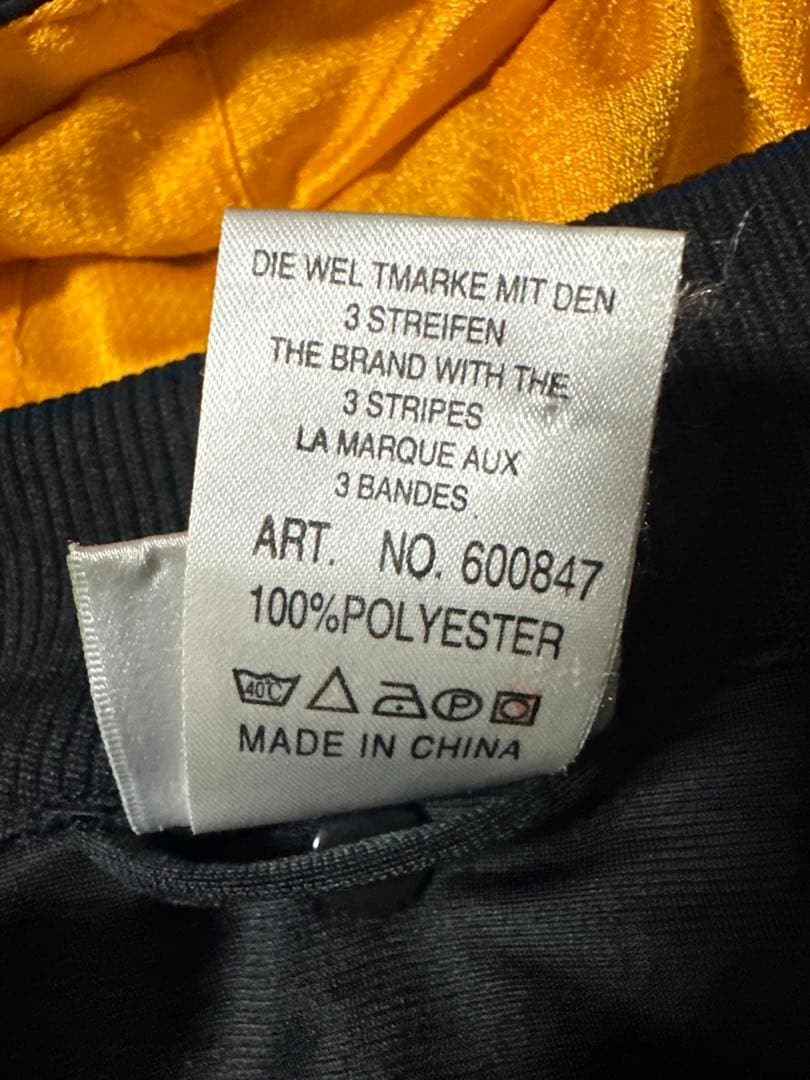 DIE WEL TMARKE MIT DEN
3 STREIFEN
THE BRAND WITH THE
3 STRIPES
LA MARQUE AUX
3 BANDES
ART. NO. 600847
100%POLYESTER
40℃ P
MADE IN CHINA